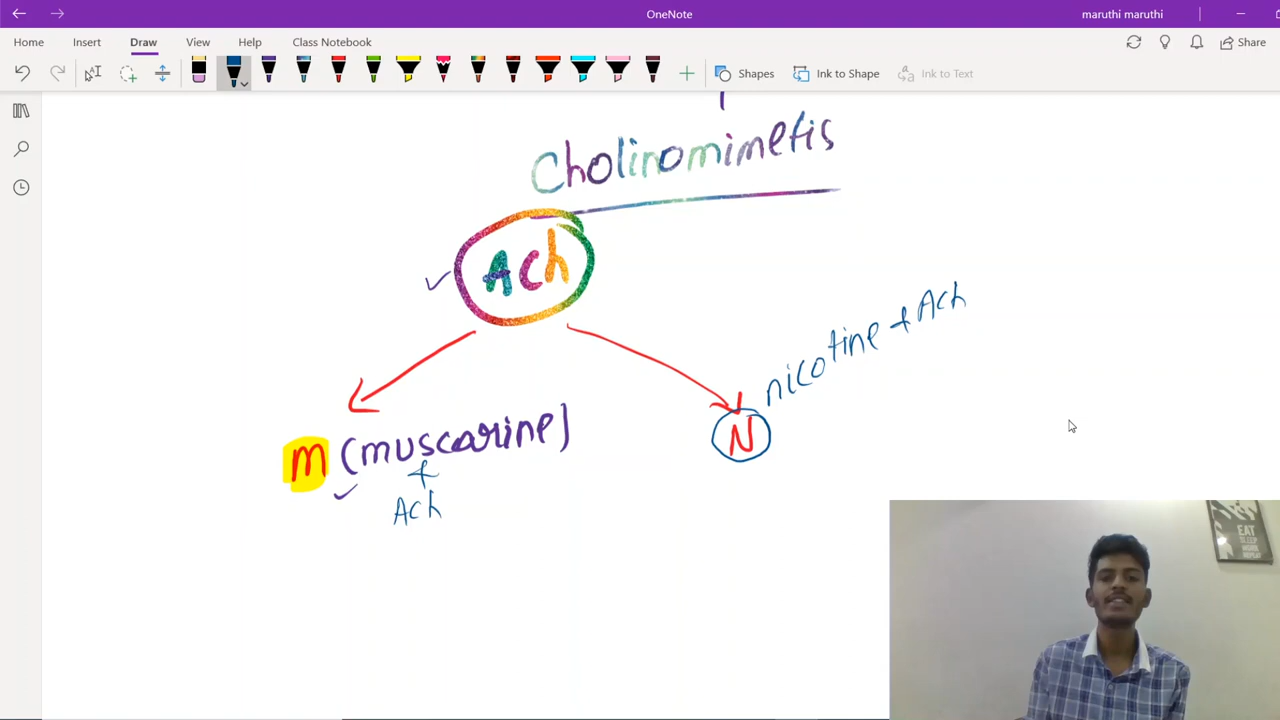 OneNote
maruthi maruthi
Home Insert Draw View Help Class Notebook
Share
Shapes Ink to Shape Ink to Text
Cholinomimetis
Ach
nicotine + Ach
M (muscarine)
N
+
Ach
EAT
SLEEP
WORK
REPEAT